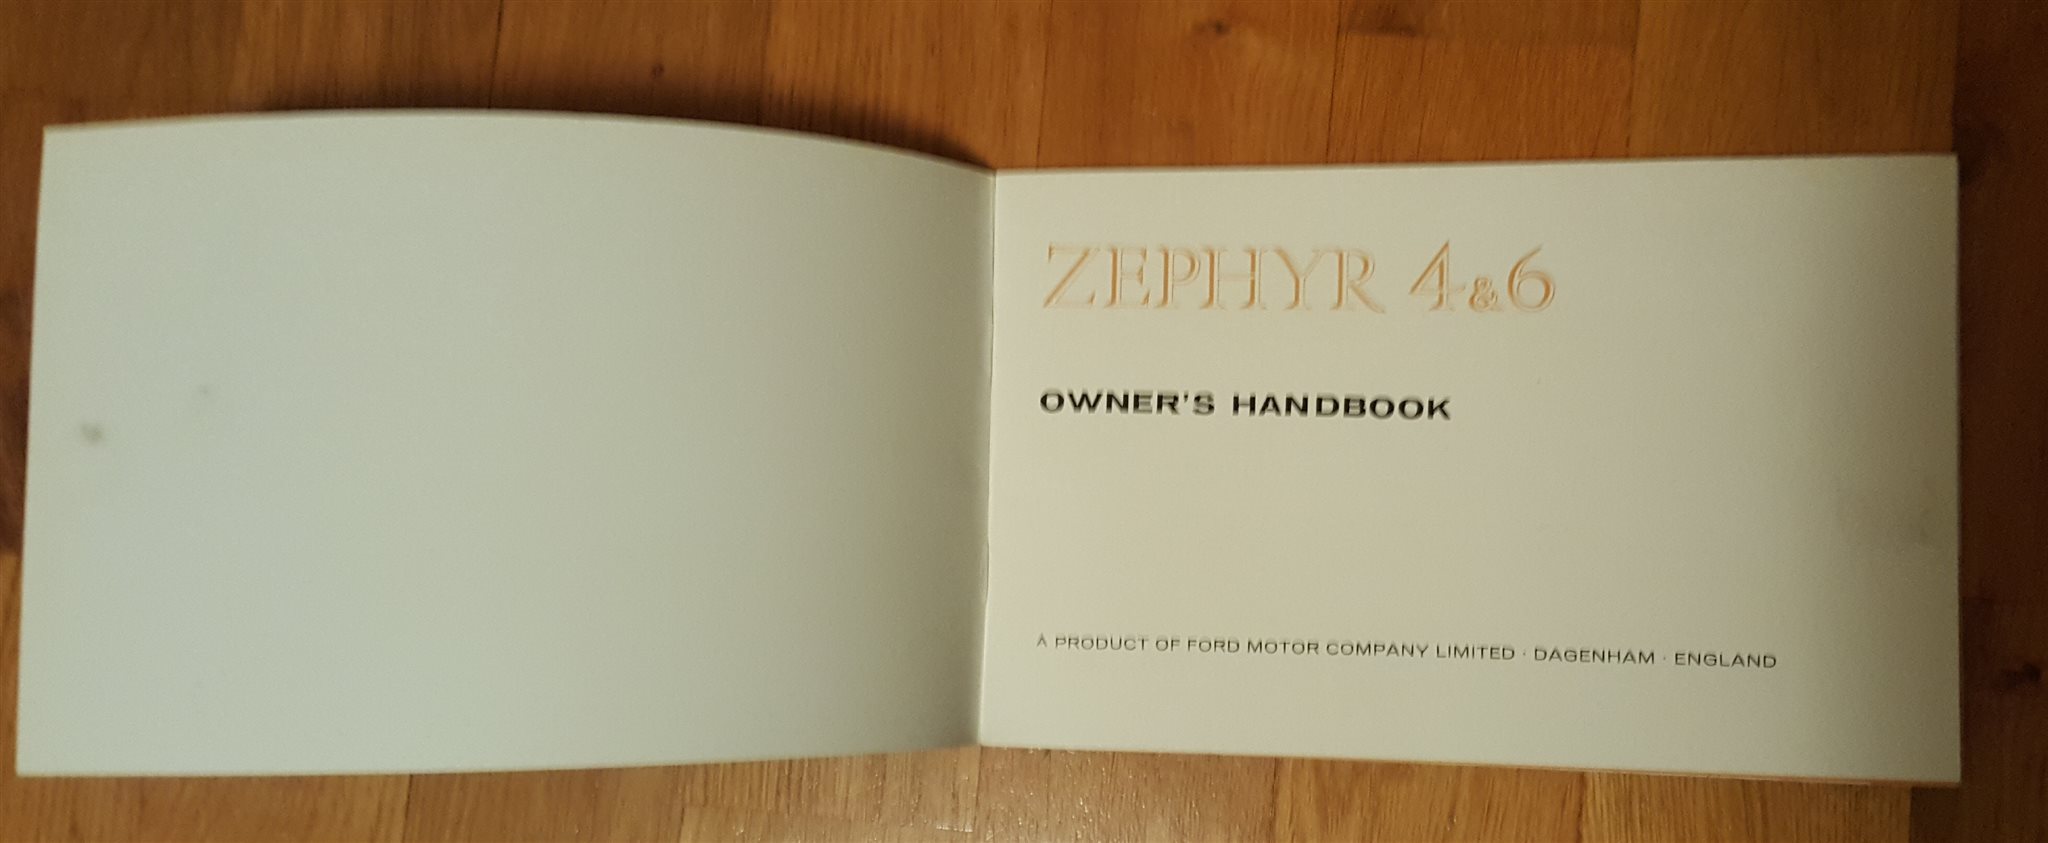 ZEPHYR 4&6
OWNER'S HANDBOOK
A PRODUCT OF FORD MOTOR COMPANY LIMITED · DAGENHAM · ENGLAND